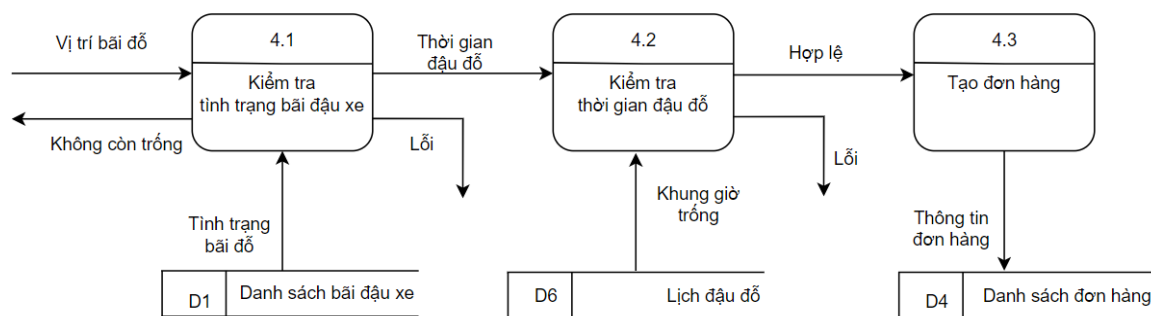 Vị trí bãi đỗ
Không còn trống
4.1
Kiểm tra
tình trạng bãi đậu xe
Thời gian
đậu đỗ
Lỗi
Tình trạng
bãi đỗ
D1
Danh sách bãi đậu xe
4.2
Kiểm tra
thời gian đậu đỗ
Hợp lệ
Lỗi
Khung giờ
trống
D6
Lịch đậu đỗ
4.3
Tạo đơn hàng
Thông tin
đơn hàng
D4
Danh sách đơn hàng